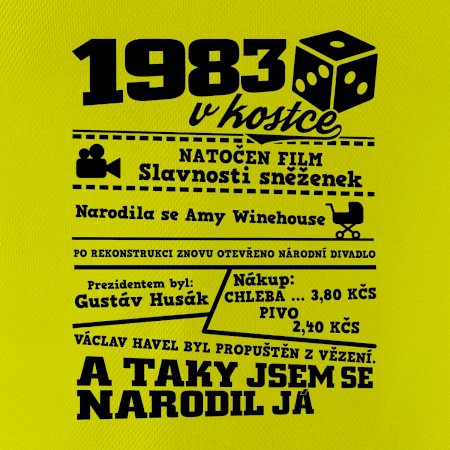 1983
v kostce
NATOČEN FILM
Slavnosti sněženek
Narodila se Amy Winehouse
PO REKONSTRUKCI ZNOVU OTEVŘENO NÁRODNÍ DIVADLO
Prezidentem byl:
Gustáv Husák
Nákup:
CHLEBA ... 3,80 KČS
PIVO
2,40 KČS
VÁCLAV HAVEL BYL PROPUŠTĚN Z VĚZENÍ.
A TAKY JSEM SE
NARODIL JÁ